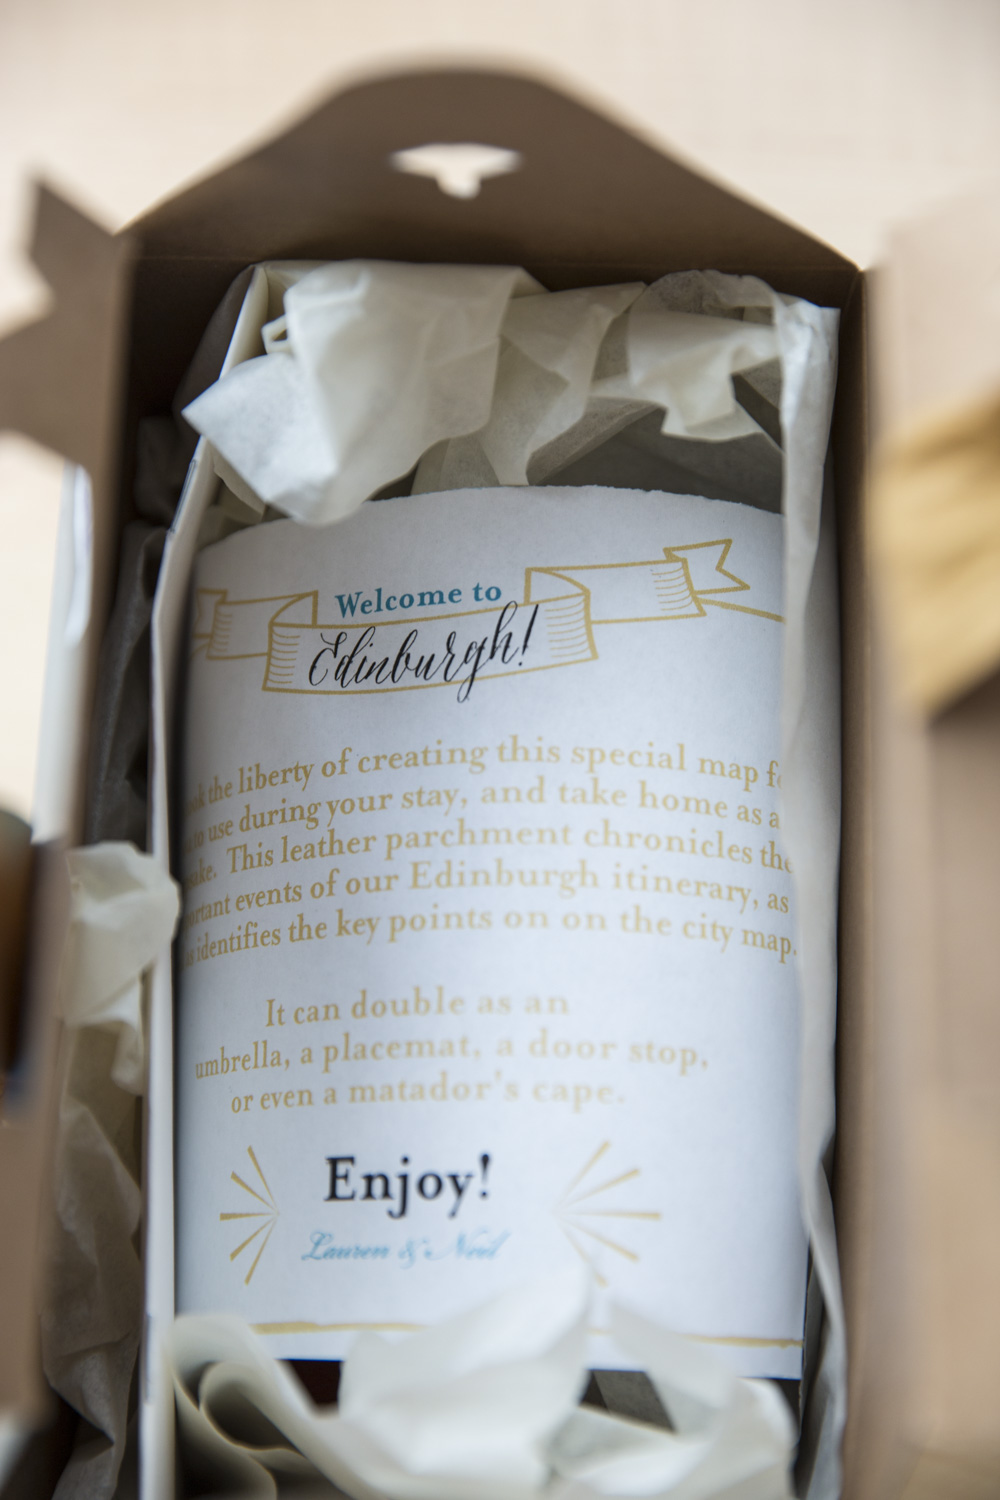 Welcome to
Edinburgh!
the liberty of creating this special map
to use during your stay, and take home as a
This leather parchment chronicles the
events of our Edinburgh itinerary, as
identifies the key points on on the city map.
It can double as an
umbrella, a placemat, a door stop,
or even a matador's cape.
Enjoy!
Lauren & Neil